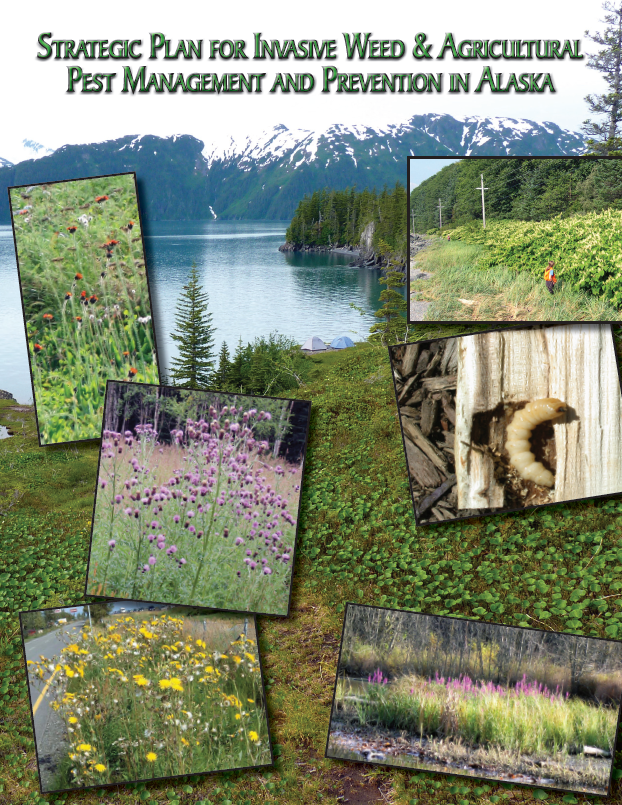 Strategic Plan for Invasive Weed & Agricultural
Pest Management and Prevention in Alaska